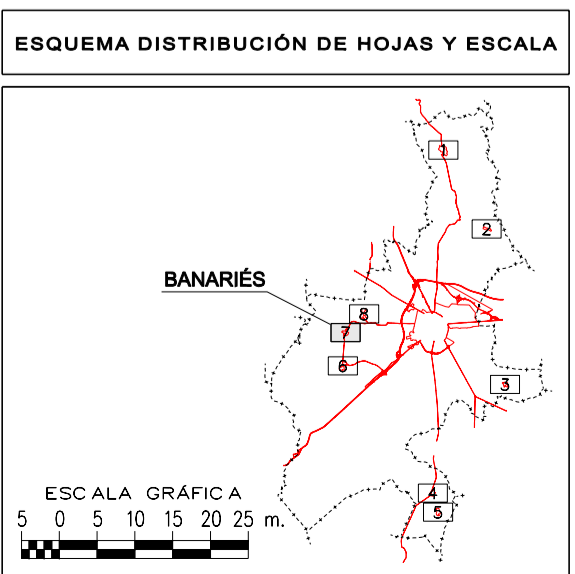 ESQUEMA DISTRIBUCIÓN DE HOJAS Y ESCALA
1
2
BANARIÉS
8
7
6
3
4
5
ESCALA GRÁFICA
5 0 5 10 15 20 25 m.